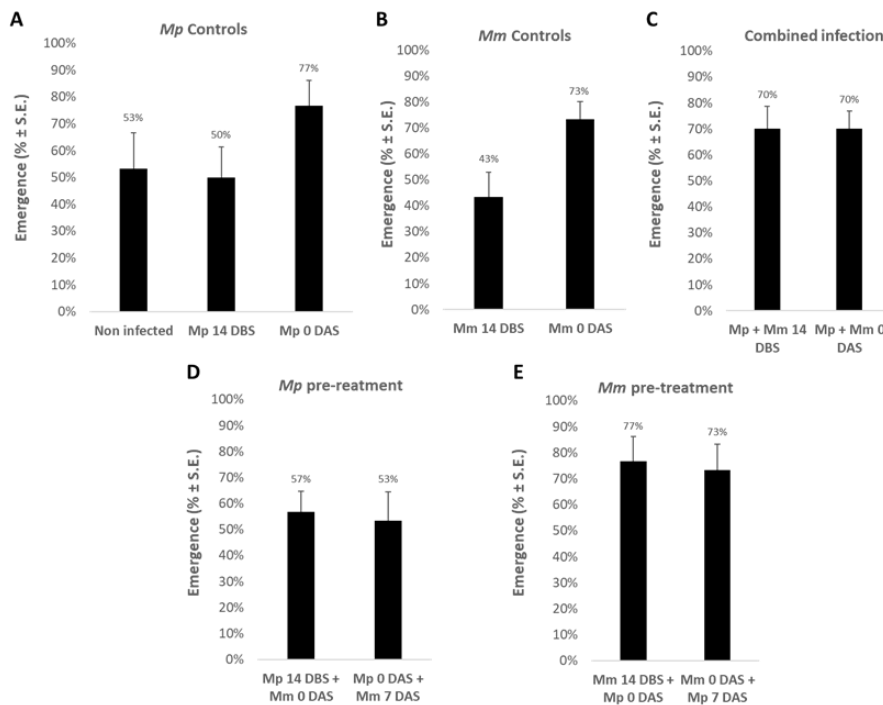 A
Mp Controls
Emergence (% ± S.E.)
100%
90%
80%
70%
60%
50%
40%
30%
20%
10%
0%
53%
50%
77%
Non infected
Mp 14 DBS
Mp 0 DAS
B
Mm Controls
Emergence (% ± S.E.)
100%
90%
80%
70%
60%
50%
40%
30%
20%
10%
0%
43%
73%
Mm 14 DBS
Mm 0 DAS
C
Combined infection
Emergence (% ± S.E.)
100%
90%
80%
70%
60%
50%
40%
30%
20%
10%
0%
70%
70%
Mp + Mm 14
DBS
Mp + Mm 0
DAS
D
Mp pre-reatment
Emergence (% ± S.E.)
100%
90%
80%
70%
60%
50%
40%
30%
20%
10%
0%
57%
53%
Mp 14 DBS +
Mm 0 DAS
Mp 0 DAS +
Mm 7 DAS
E
Mm pre-treatment
Emergence (% ± S.E.)
100%
90%
80%
70%
60%
50%
40%
30%
20%
10%
0%
77%
73%
Mm 14 DBS +
Mp 0 DAS
Mm 0 DAS +
Mp 7 DAS